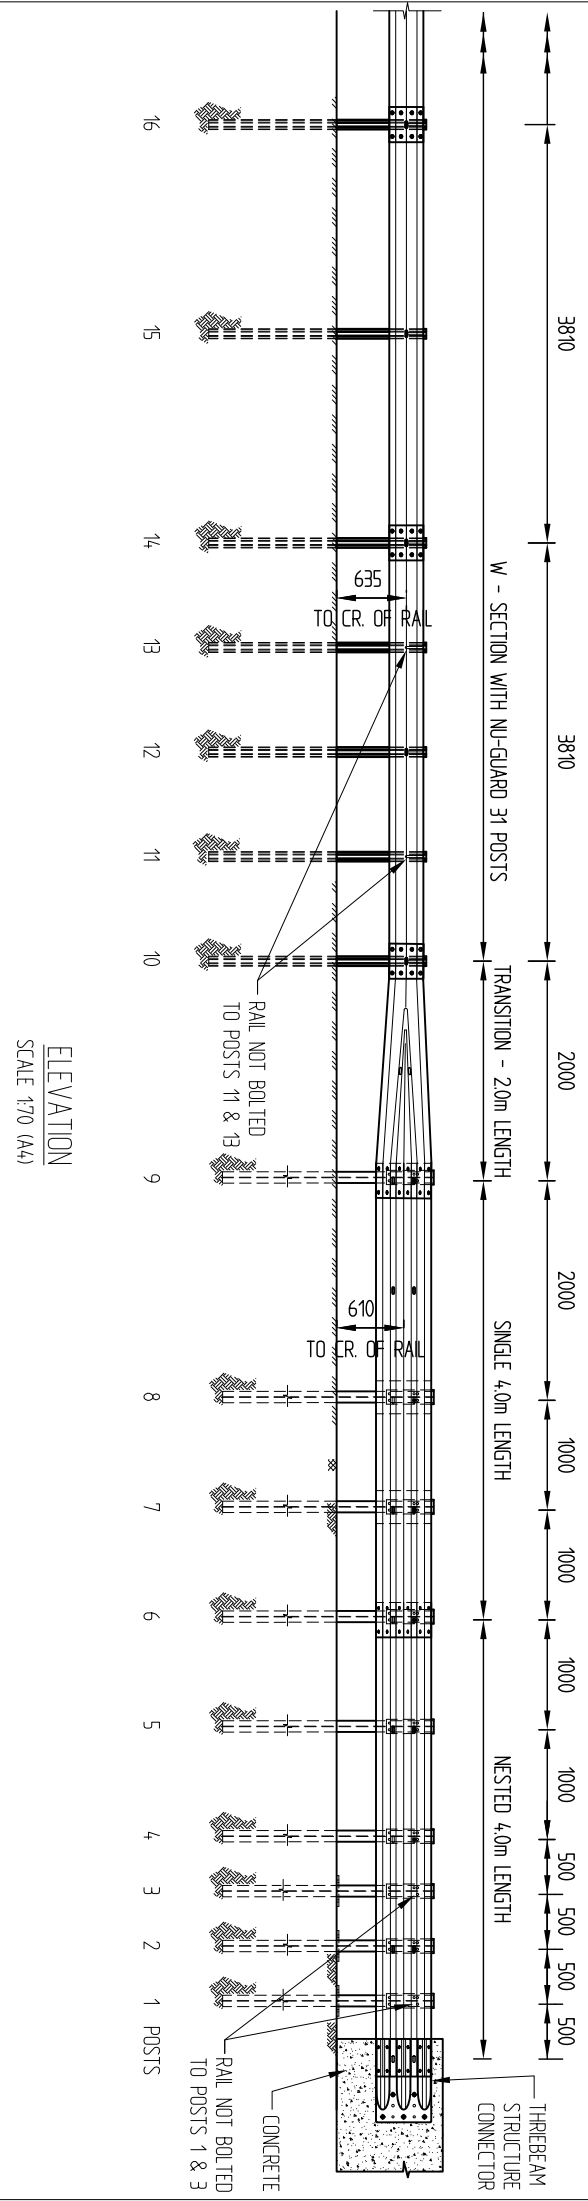 3810
3810
2000
2000
1000
1000
1000
1000
500
500
500
500
W - SECTION WITH NU-GUARD 31 POSTS
TRANSITION - 2.0m LENGTH
SINGLE 4.0m LENGTH
NESTED 4.0m LENGTH
THRIEBEAM
STRUCTURE
CONNECTOR
635
TO CR. OF RAIL
610
TO CR. OF RAIL
RAIL NOT BOLTED
TO POSTS 11 & 13
RAIL NOT BOLTED
TO POSTS 1 & 3
CONCRETE
16
15
14
13
12
11
10
9
8
7
6
5
4
3
2
1 POSTS
ELEVATION
SCALE 1:70 (A4)